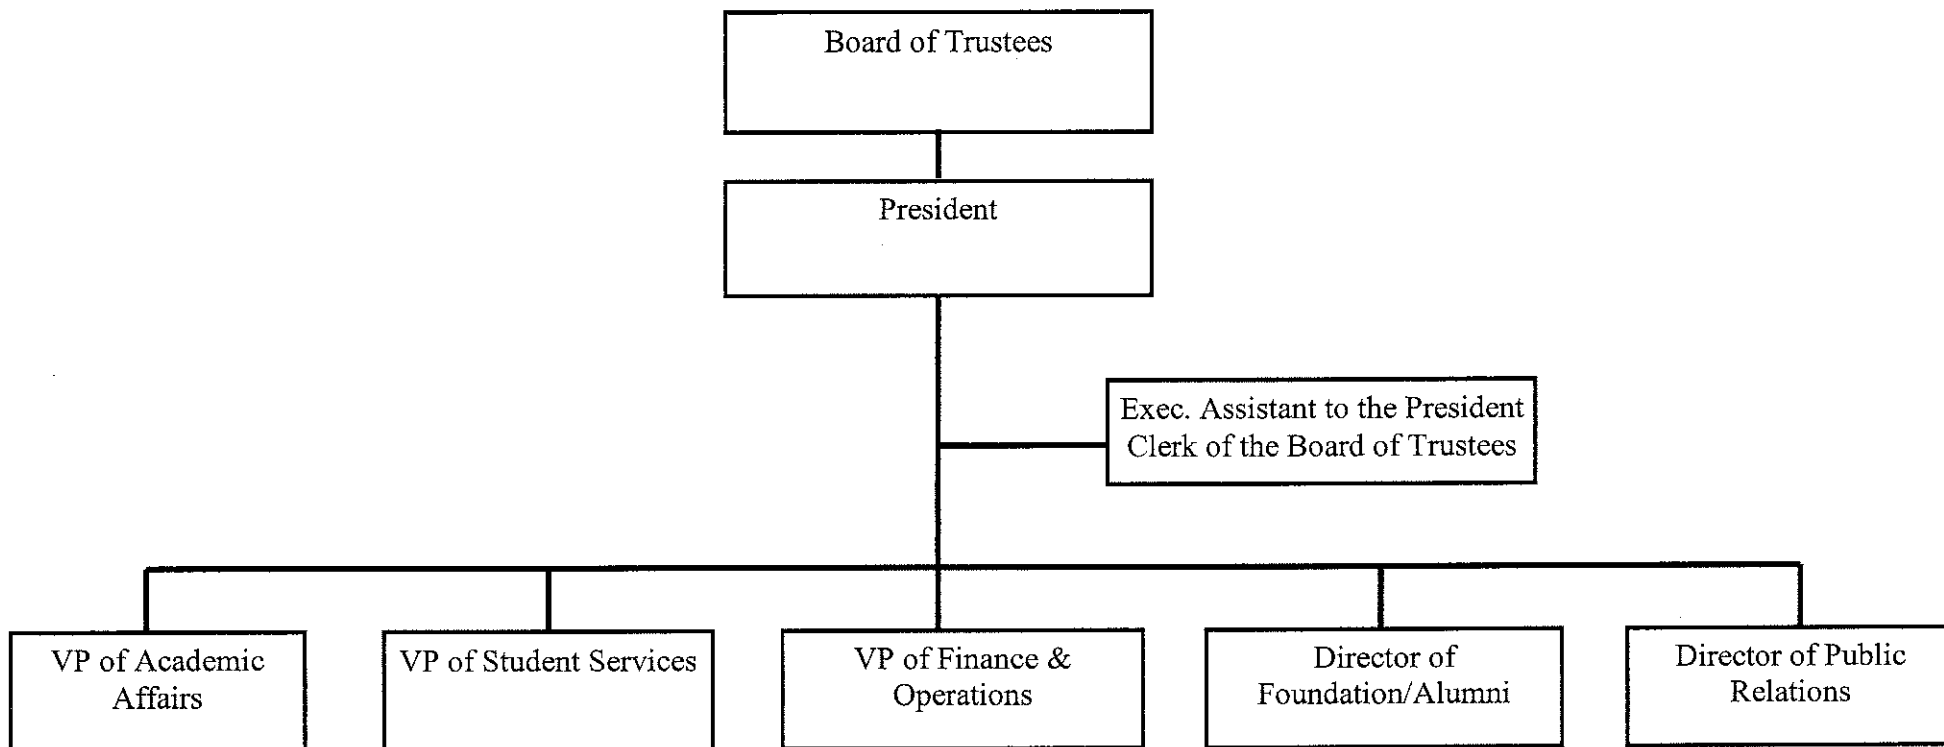 Board of Trustees
President
Exec. Assistant to the President
Clerk of the Board of Trustees
VP of Academic
Affairs
VP of Student Services
VP of Finance &
Operations
Director of
Foundation/Alumni
Director of Public
Relations